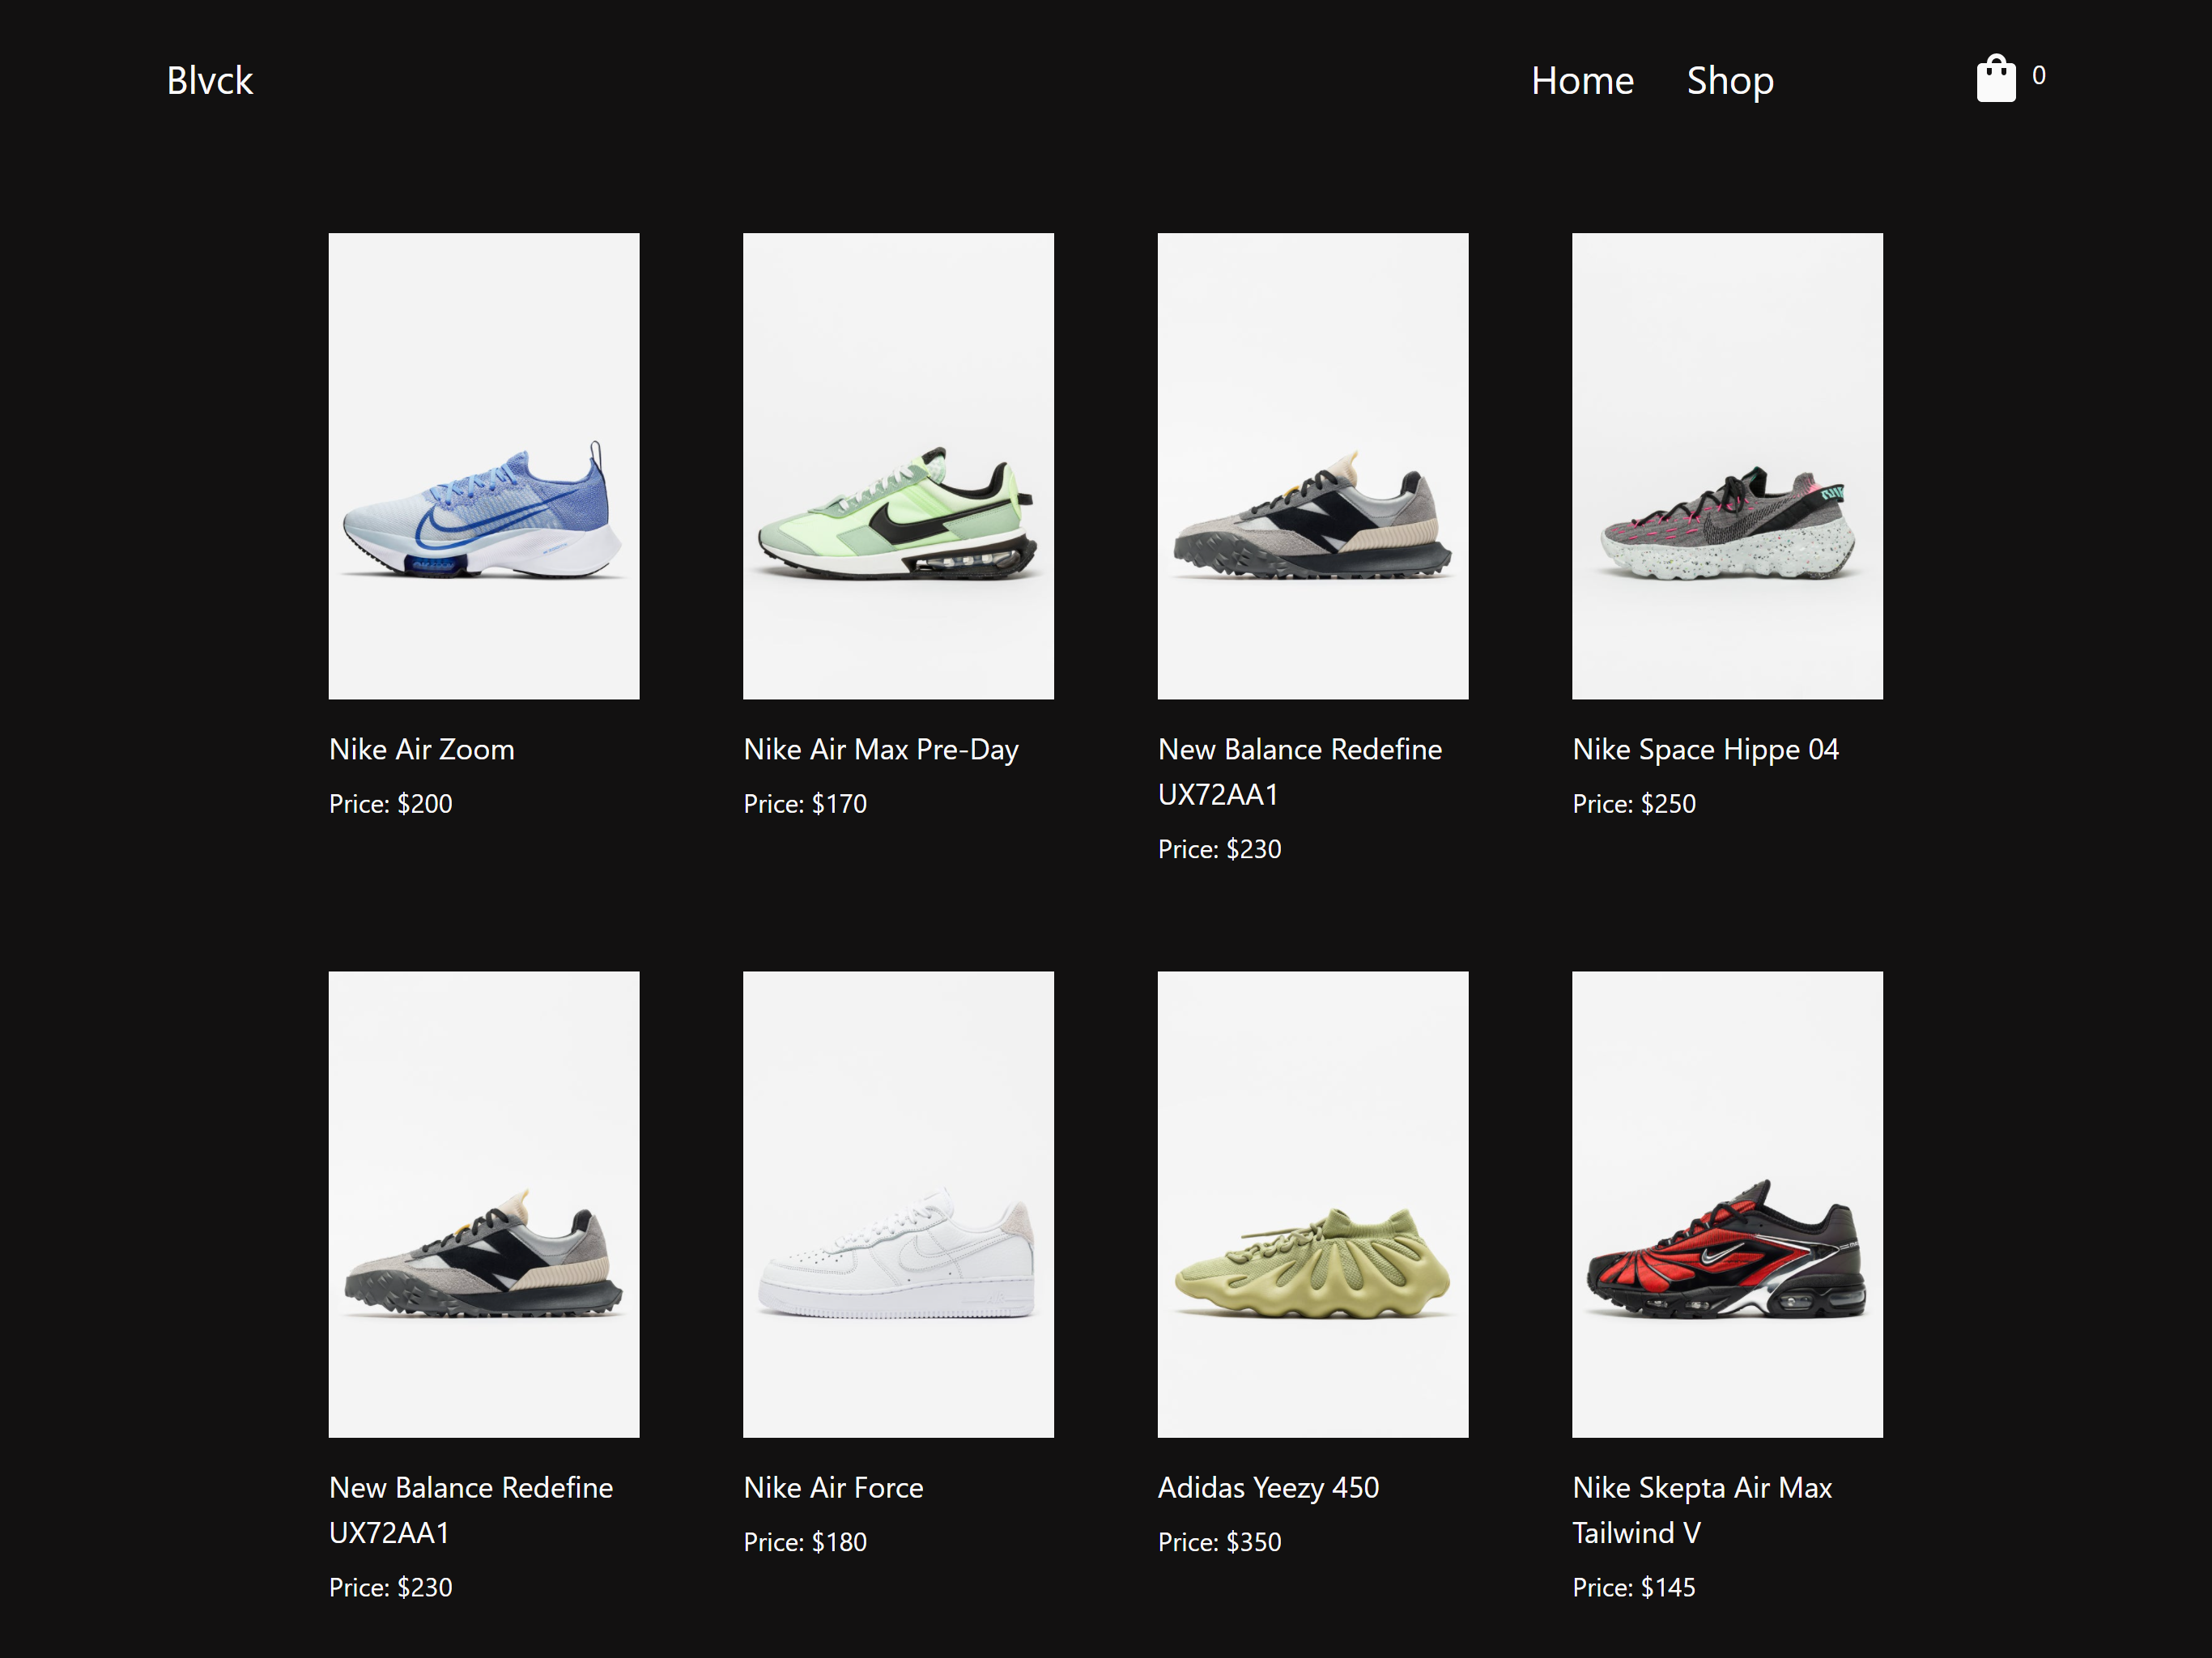 Blvck
Home
Shop
0
Nike Air Zoom
Price: $200
Nike Air Max Pre-Day
Price: $170
New Balance Redefine
UX72AA1
Price: $230
Nike Space Hippe 04
Price: $250
New Balance Redefine
UX72AA1
Price: $230
Nike Air Force
Price: $180
Adidas Yeezy 450
Price: $350
Nike Skepta Air Max
Tailwind V
Price: $145